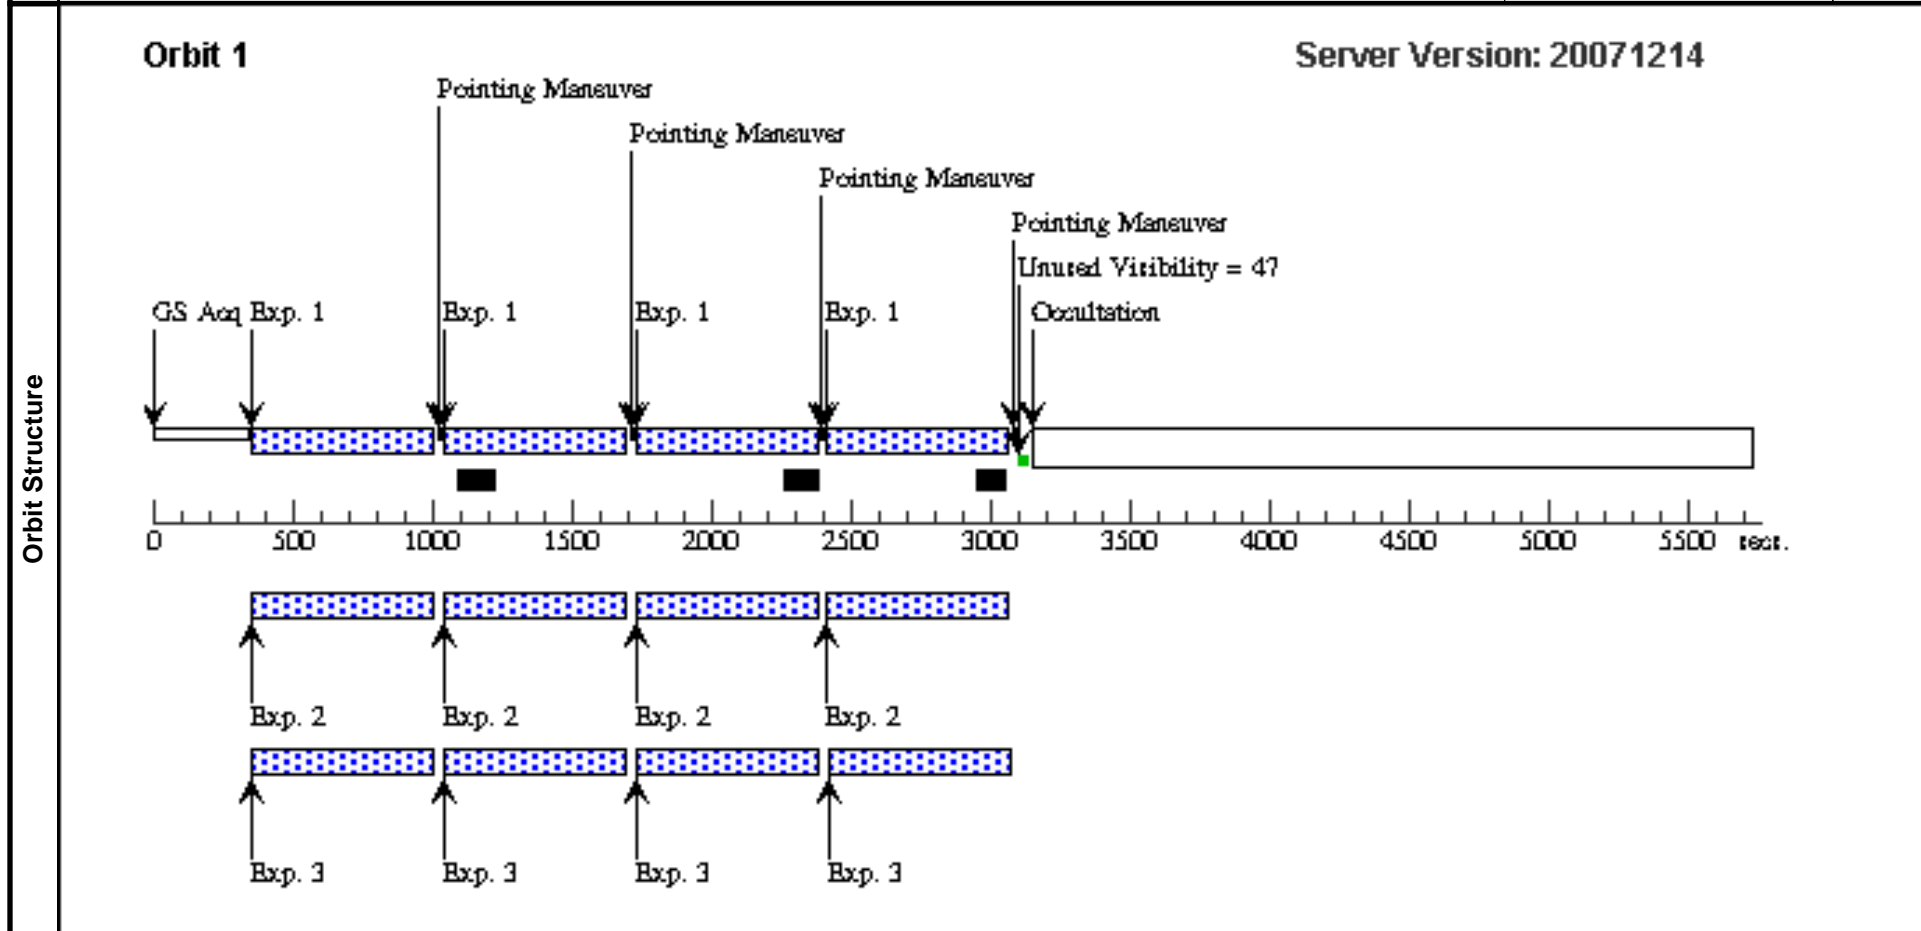 Orbit 1
Server Version: 20071214
Pointing Maneuver
Pointing Maneuver
Pointing Maneuver
Pointing Maneuver
Unused Visibility = 47
GS Acq Exp. 1 Exp. 1 Exp. 1 Exp. 1 Occultation
Orbit Structure
0 500 1000 1500 2000 2500 3000 3500 4000 4500 5000 5500 secs.
Exp. 2 Exp. 2 Exp. 2 Exp. 2
Exp. 3 Exp. 3 Exp. 3 Exp. 3